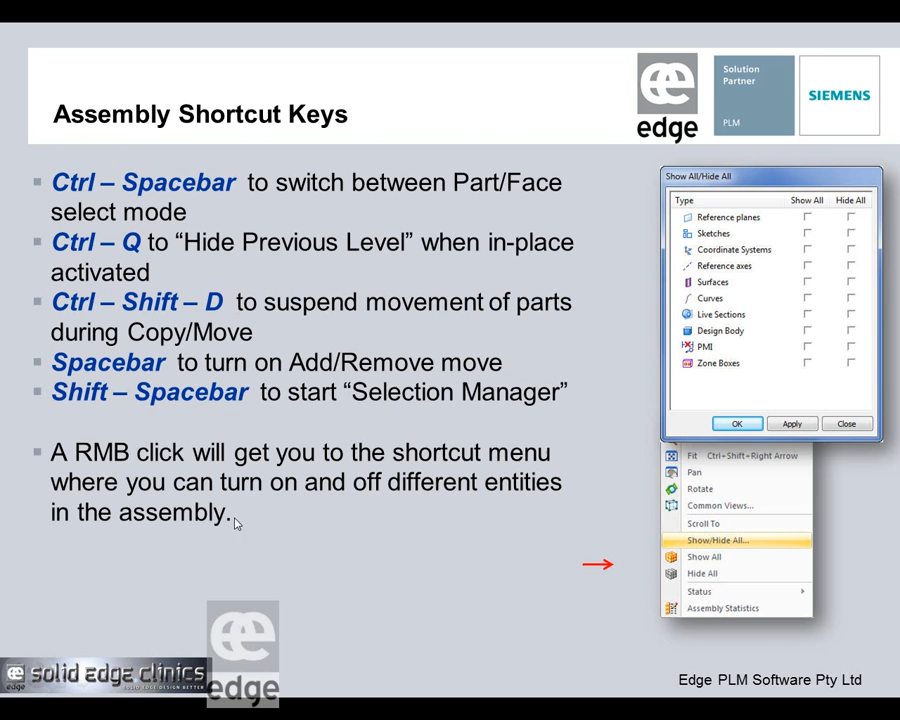 Assembly Shortcut Keys
edge
Solution
Partner
PLM
SIEMENS
Ctrl – Spacebar to switch between Part/Face
select mode
Ctrl – Q to “Hide Previous Level” when in-place
activated
Ctrl – Shift – D to suspend movement of parts
during Copy/Move
Spacebar to turn on Add/Remove move
Shift – Spacebar to start “Selection Manager”
A RMB click will get you to the shortcut menu
where you can turn on and off different entities
in the assembly.
Show All/Hide All
Type Show All Hide All
Reference planes
Sketches
Coordinate Systems
Reference axes
Surfaces
Curves
Live Sections
Design Body
PMI
Zone Boxes
OK Apply Close
Fit Ctrl+Shift+Right Arrow
Pan
Rotate
Common Views...
Scroll To
Show/Hide All...
Show All
Hide All
Status
Assembly Statistics
edge
solid edge.clinics
SOLID EDGE DESIGN BETTER
edge
Edge PLM Software Pty Ltd